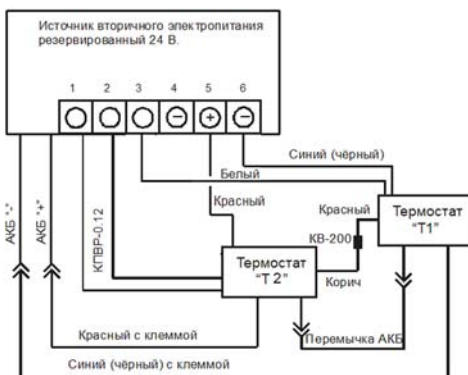 Источник вторичного электропитания
резервированный 24 В.
1 2 3 4 5 6
− + −
Синий (чёрный)
Белый
Красный
АКБ "-"
АКБ "+"
КПВР-0.12
Красный
КВ-200
Термостат
"Т1"
Термостат
"Т 2"
Корич
Красный с клеммой
Перемычка АКБ
Синий (чёрный) с клеммой